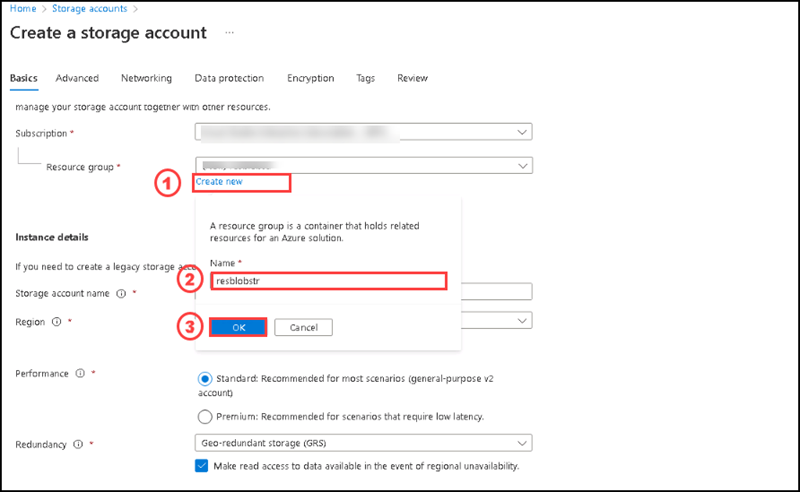 Home > Storage accounts >
Create a storage account ...
Basics Advanced Networking Data protection Encryption Tags Review
manage your storage account together with other resources.
Subscription *
Resource group *
1 Create new
A resource group is a container that holds related
resources for an Azure solution.
Instance details
Name *
If you need to create a legacy storage
2 resblobstr
Storage account name *
Region *
3 OK Cancel
Performance *
Standard: Recommended for most scenarios (general-purpose v2
account)
Premium: Recommended for scenarios that require low latency.
Redundancy *
Geo-redundant storage (GRS)
Make read access to data available in the event of regional unavailability.